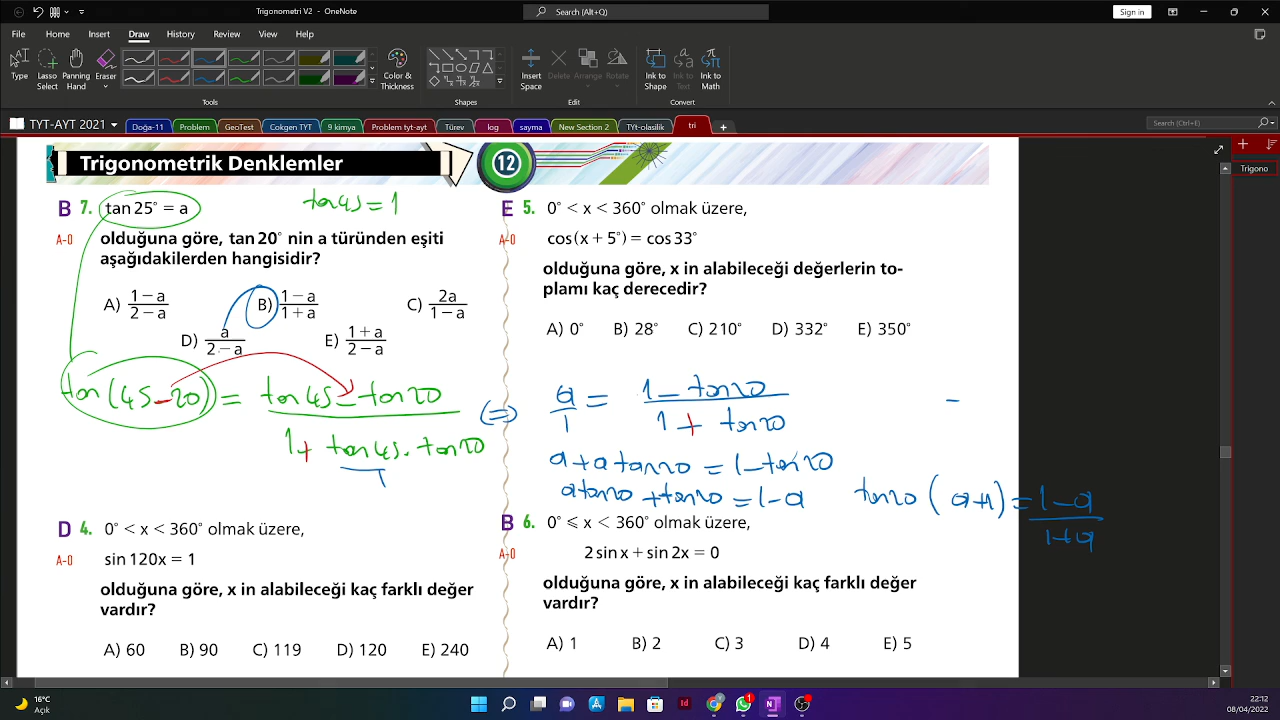 Trigonometri V2 - OneNote
Search (Alt+Q)
Sign in
File Home Insert Draw History Review View Help
Type
Lasso Select
Panning Hand
Eraser
Color & Thickness
Insert Space
Delete
Arrange
Rotate
Ink to Shape
Ink to Text
Ink to Math
Tools
Shapes
Edit
Convert
TYT-AYT 2021
Doğa-11
Problem
GeoTest
Cokgen TYT
9 kimya
Problem tyt-ayt
Türev
log
sayma
New Section 2
TYt-olasilik
tri
Search (Ctrl+E)
Trigono
Trigonometrik Denklemler
12
B 7. tan 25° = a
tan45 = 1
A-0 olduğuna göre, tan 20° nin a türünden eşiti
aşağıdakilerden hangisidir?
A) 1−a / 2−a B) 1−a / 1+a C) 2a / 1−a
D) a / 2−a E) 1+a / 2−a
tan(45−20) = tan45 − tan20 / 1 + tan45 . tan20
1
E 5. 0° < x < 360° olmak üzere,
A-0 cos(x + 5°) = cos 33°
olduğuna göre, x in alabileceği değerlerin to-
plamı kaç derecedir?
A) 0° B) 28° C) 210° D) 332° E) 350°
(=) a / 1 = 1 − tan20 / 1 + tan20
=
a + a tan20 = 1 − tan20
a tan20 + tan20 = 1 − a
tan20 ( a+1 ) = 1 − a / 1 + a
D 4. 0° < x < 360° olmak üzere,
A-0 sin 120x = 1
olduğuna göre, x in alabileceği kaç farklı değer
vardır?
A) 60 B) 90 C) 119 D) 120 E) 240
B 6. 0° ⩽ x < 360° olmak üzere,
A-0 2 sin x + sin 2x = 0
olduğuna göre, x in alabileceği kaç farklı değer
vardır?
A) 1 B) 2 C) 3 D) 4 E) 5
16°C
Açık
22:12
08/04/2022